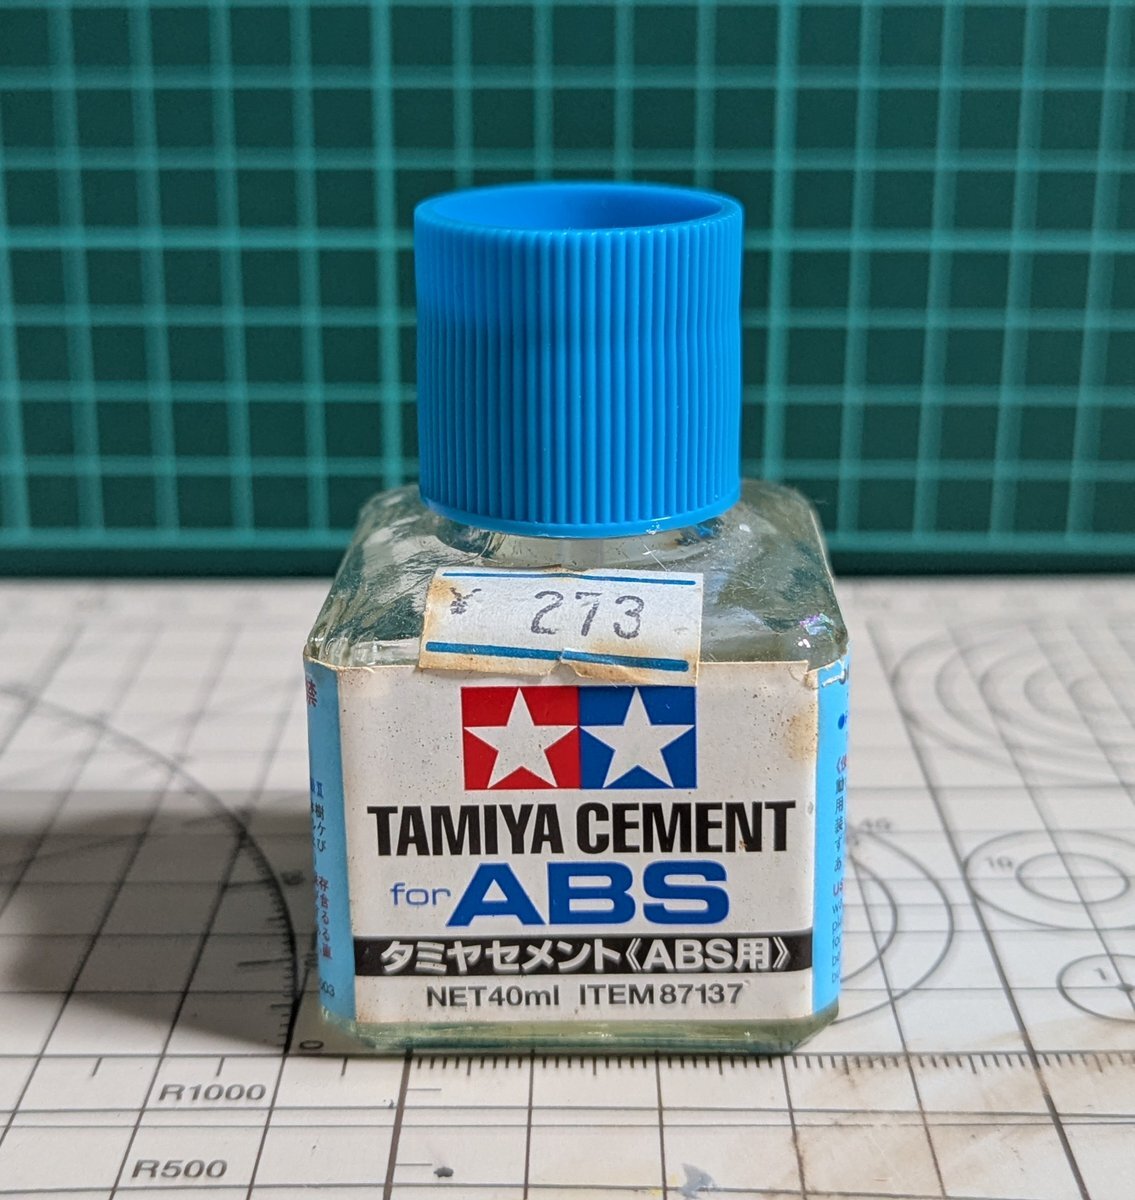 ¥ 273
TAMIYA CEMENT
for ABS
タミヤセメント《ABS用》
NET40ml ITEM87137
R1000
R500